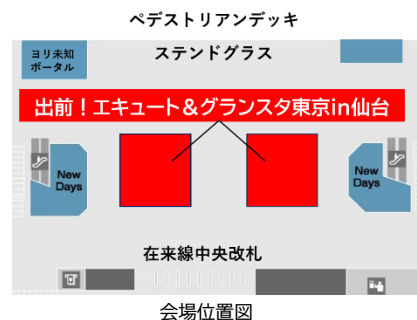 ペデストリアンデッキ
ヨリ未知
ポータル
ステンドグラス
出前！エキュート＆グランスタ東京in仙台
New
Days
New
Days
在来線中央改札
会場位置図